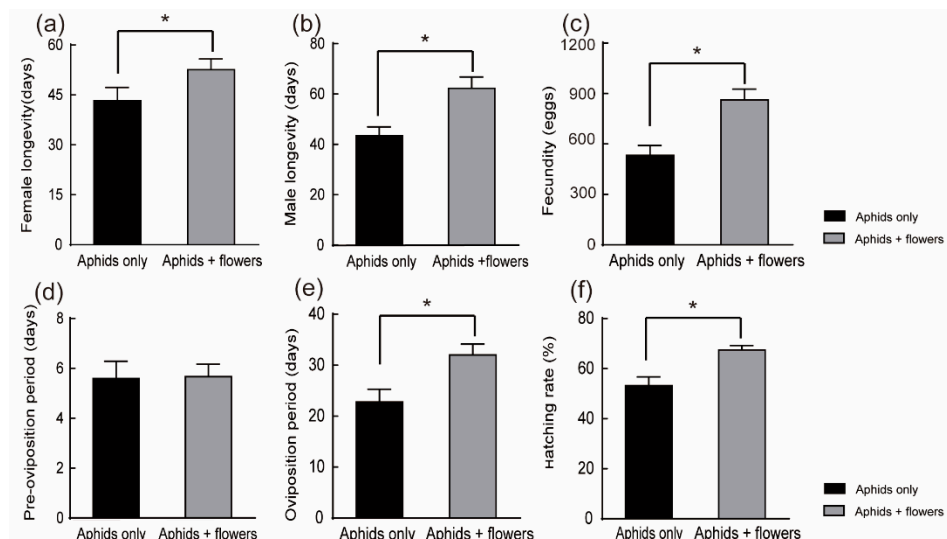 (a)
Female longevity(days)
60
45
30
15
0
*
Aphids only
Aphids + flowers
(b)
Male longevity (days)
80
60
40
20
0
*
Aphids only
Aphids +flowers
(c)
Fecundity (eggs)
1200
900
600
300
0
*
Aphids only
Aphids + flowers
Aphids only
Aphids + flowers
(d)
Pre-oviposition period (days)
8
6
4
2
0
Aphids only
Aphids + flowers
(e)
Oviposition period (days)
40
30
20
10
0
*
Aphids only
Aphids + flowers
(f)
Hatching rate (%)
80
60
40
20
0
*
Aphids only
Aphids + flowers
Aphids only
Aphids + flowers